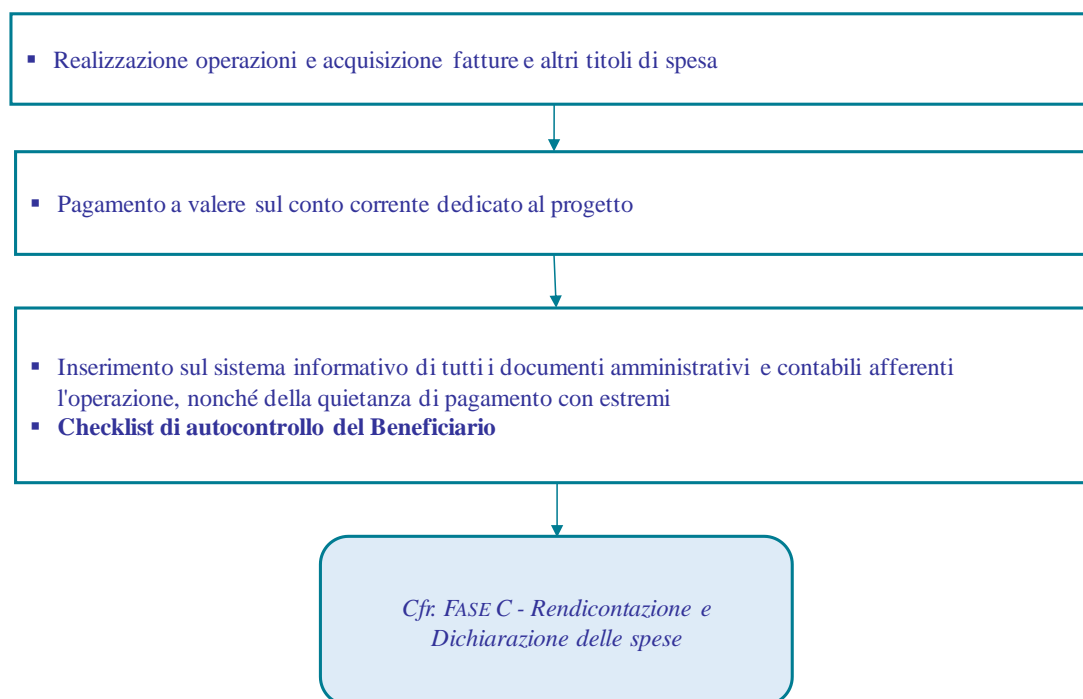 ▪ Realizzazione operazioni e acquisizione fatture e altri titoli di spesa
▪ Pagamento a valere sul conto corrente dedicato al progetto
▪ Inserimento sul sistema informativo di tutti i documenti amministrativi e contabili afferenti
l'operazione, nonché della quietanza di pagamento con estremi
▪ Checklist di autocontrollo del Beneficiario
Cfr. FASE C - Rendicontazione e
Dichiarazione delle spese